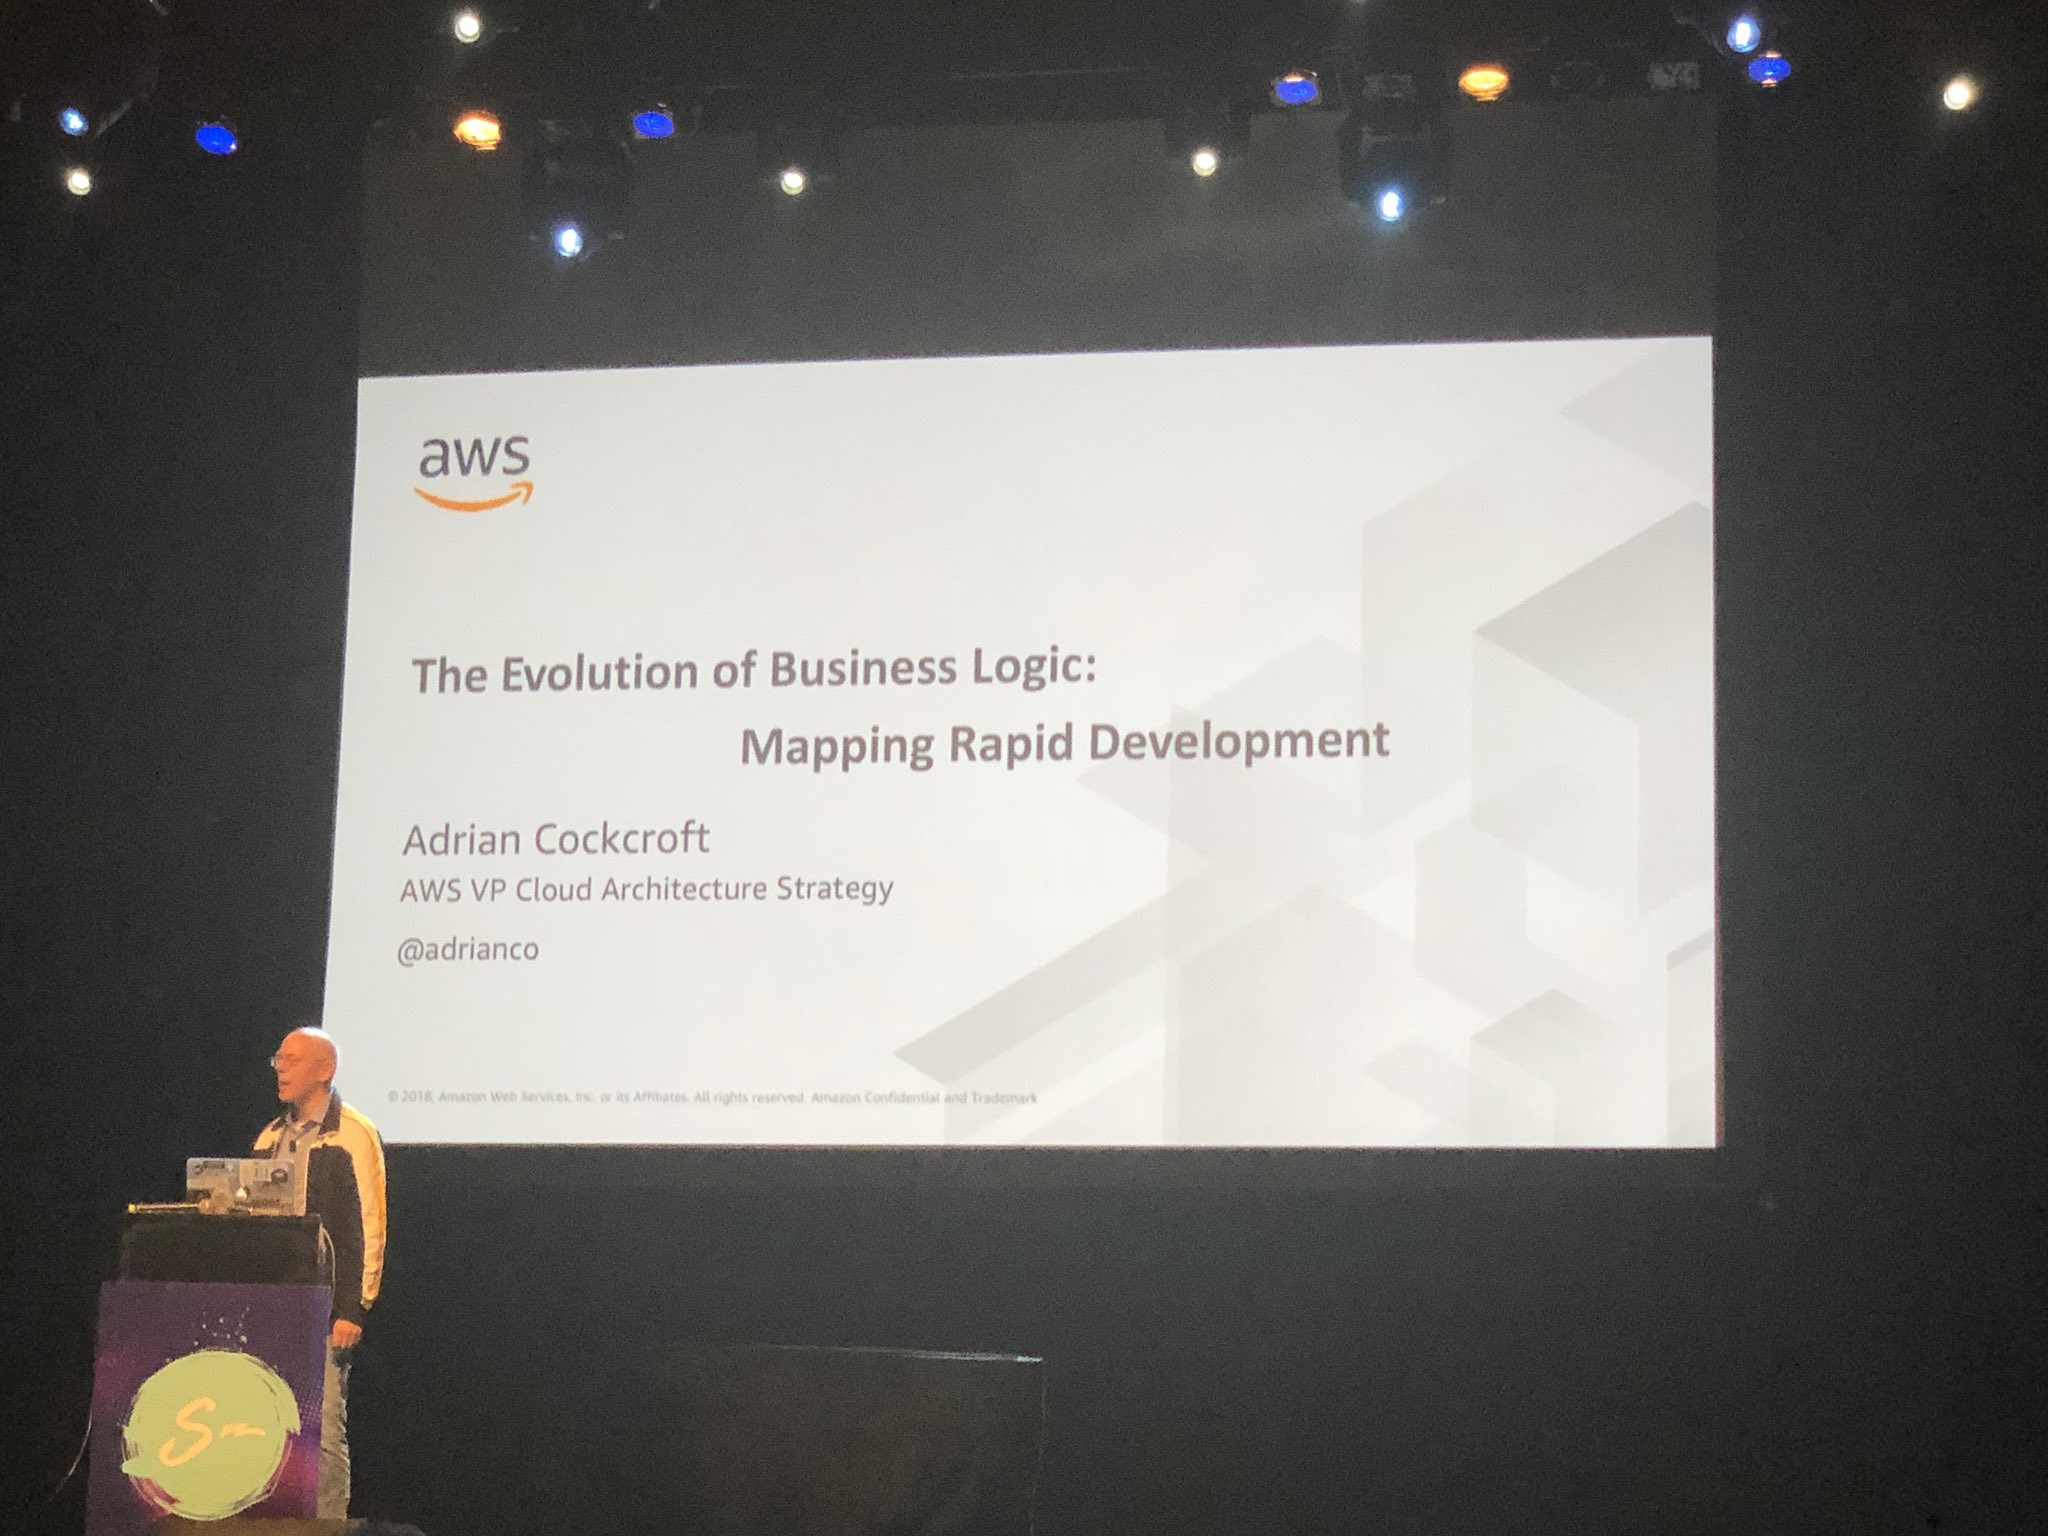 aws
The Evolution of Business Logic:
Mapping Rapid Development
Adrian Cockcroft
AWS VP Cloud Architecture Strategy
@adrianco
© 2018, Amazon Web Services, Inc. or its Affiliates. All rights reserved. Amazon Confidential and Trademark